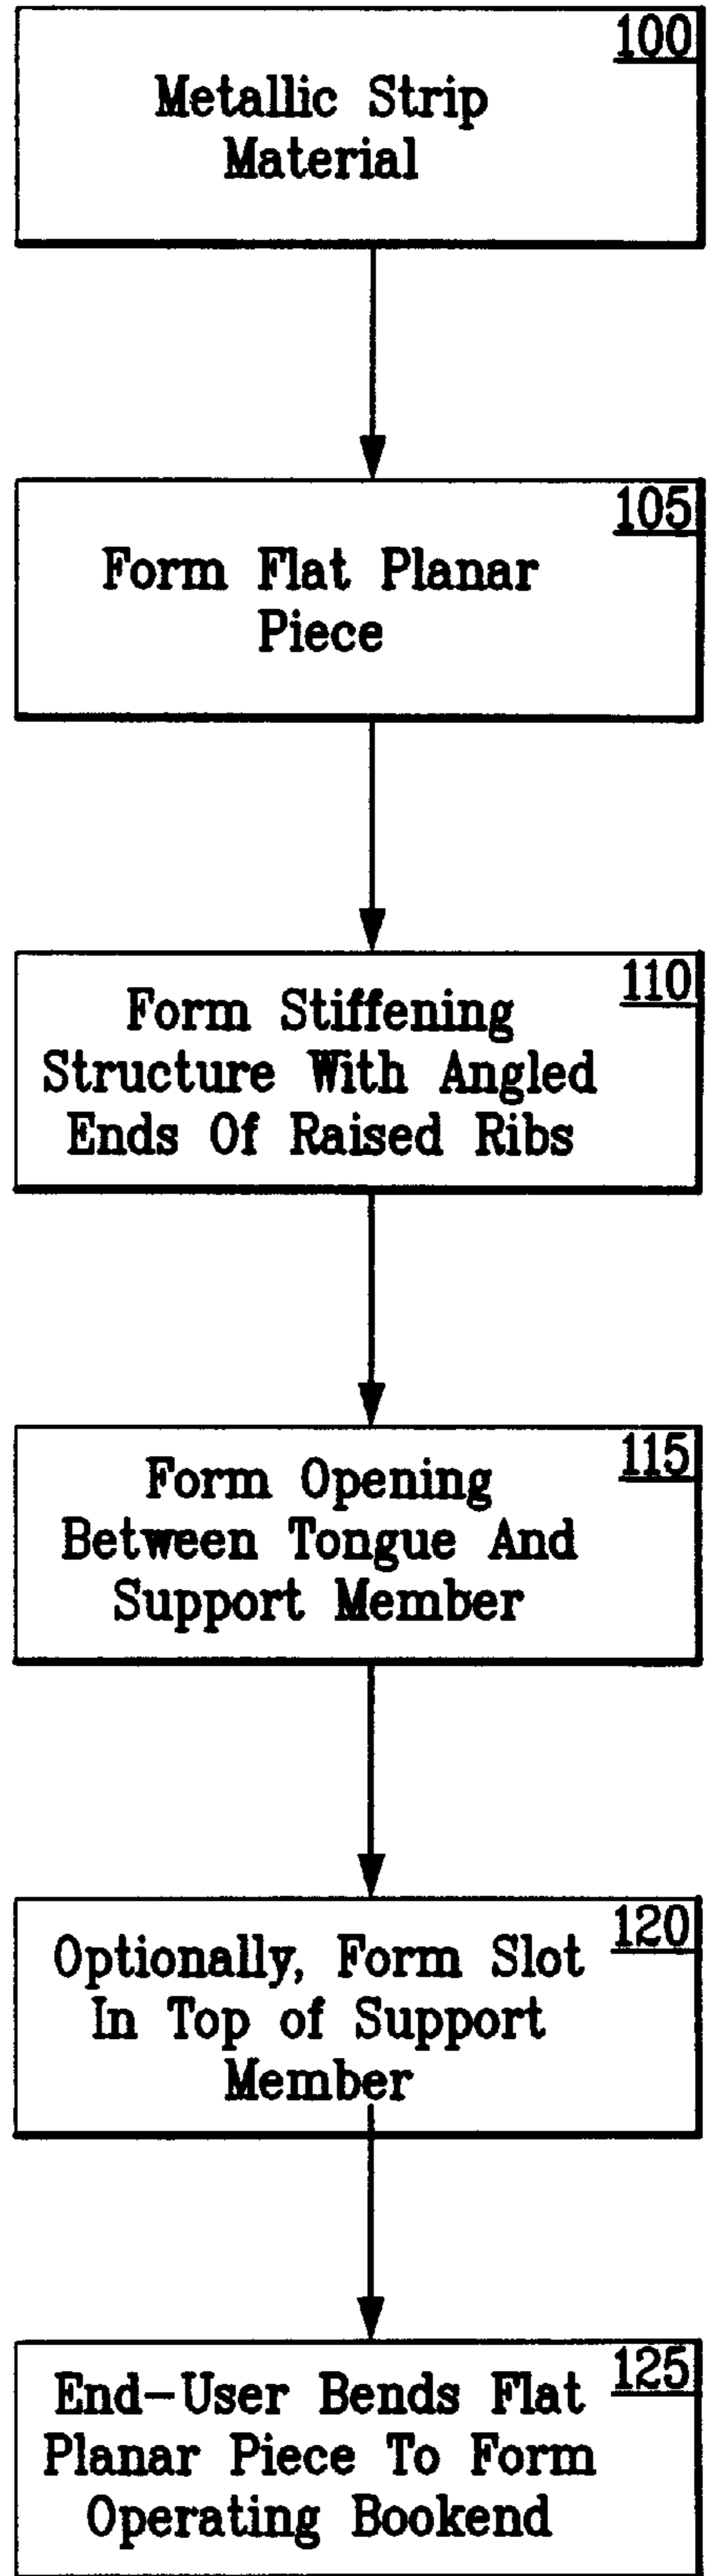 100
Metallic Strip
Material
105
Form Flat Planar
Piece
110
Form Stiffening
Structure With Angled
Ends Of Raised Ribs
115
Form Opening
Between Tongue And
Support Member
120
Optionally, Form Slot
In Top of Support
Member
125
End-User Bends Flat
Planar Piece To Form
Operating Bookend